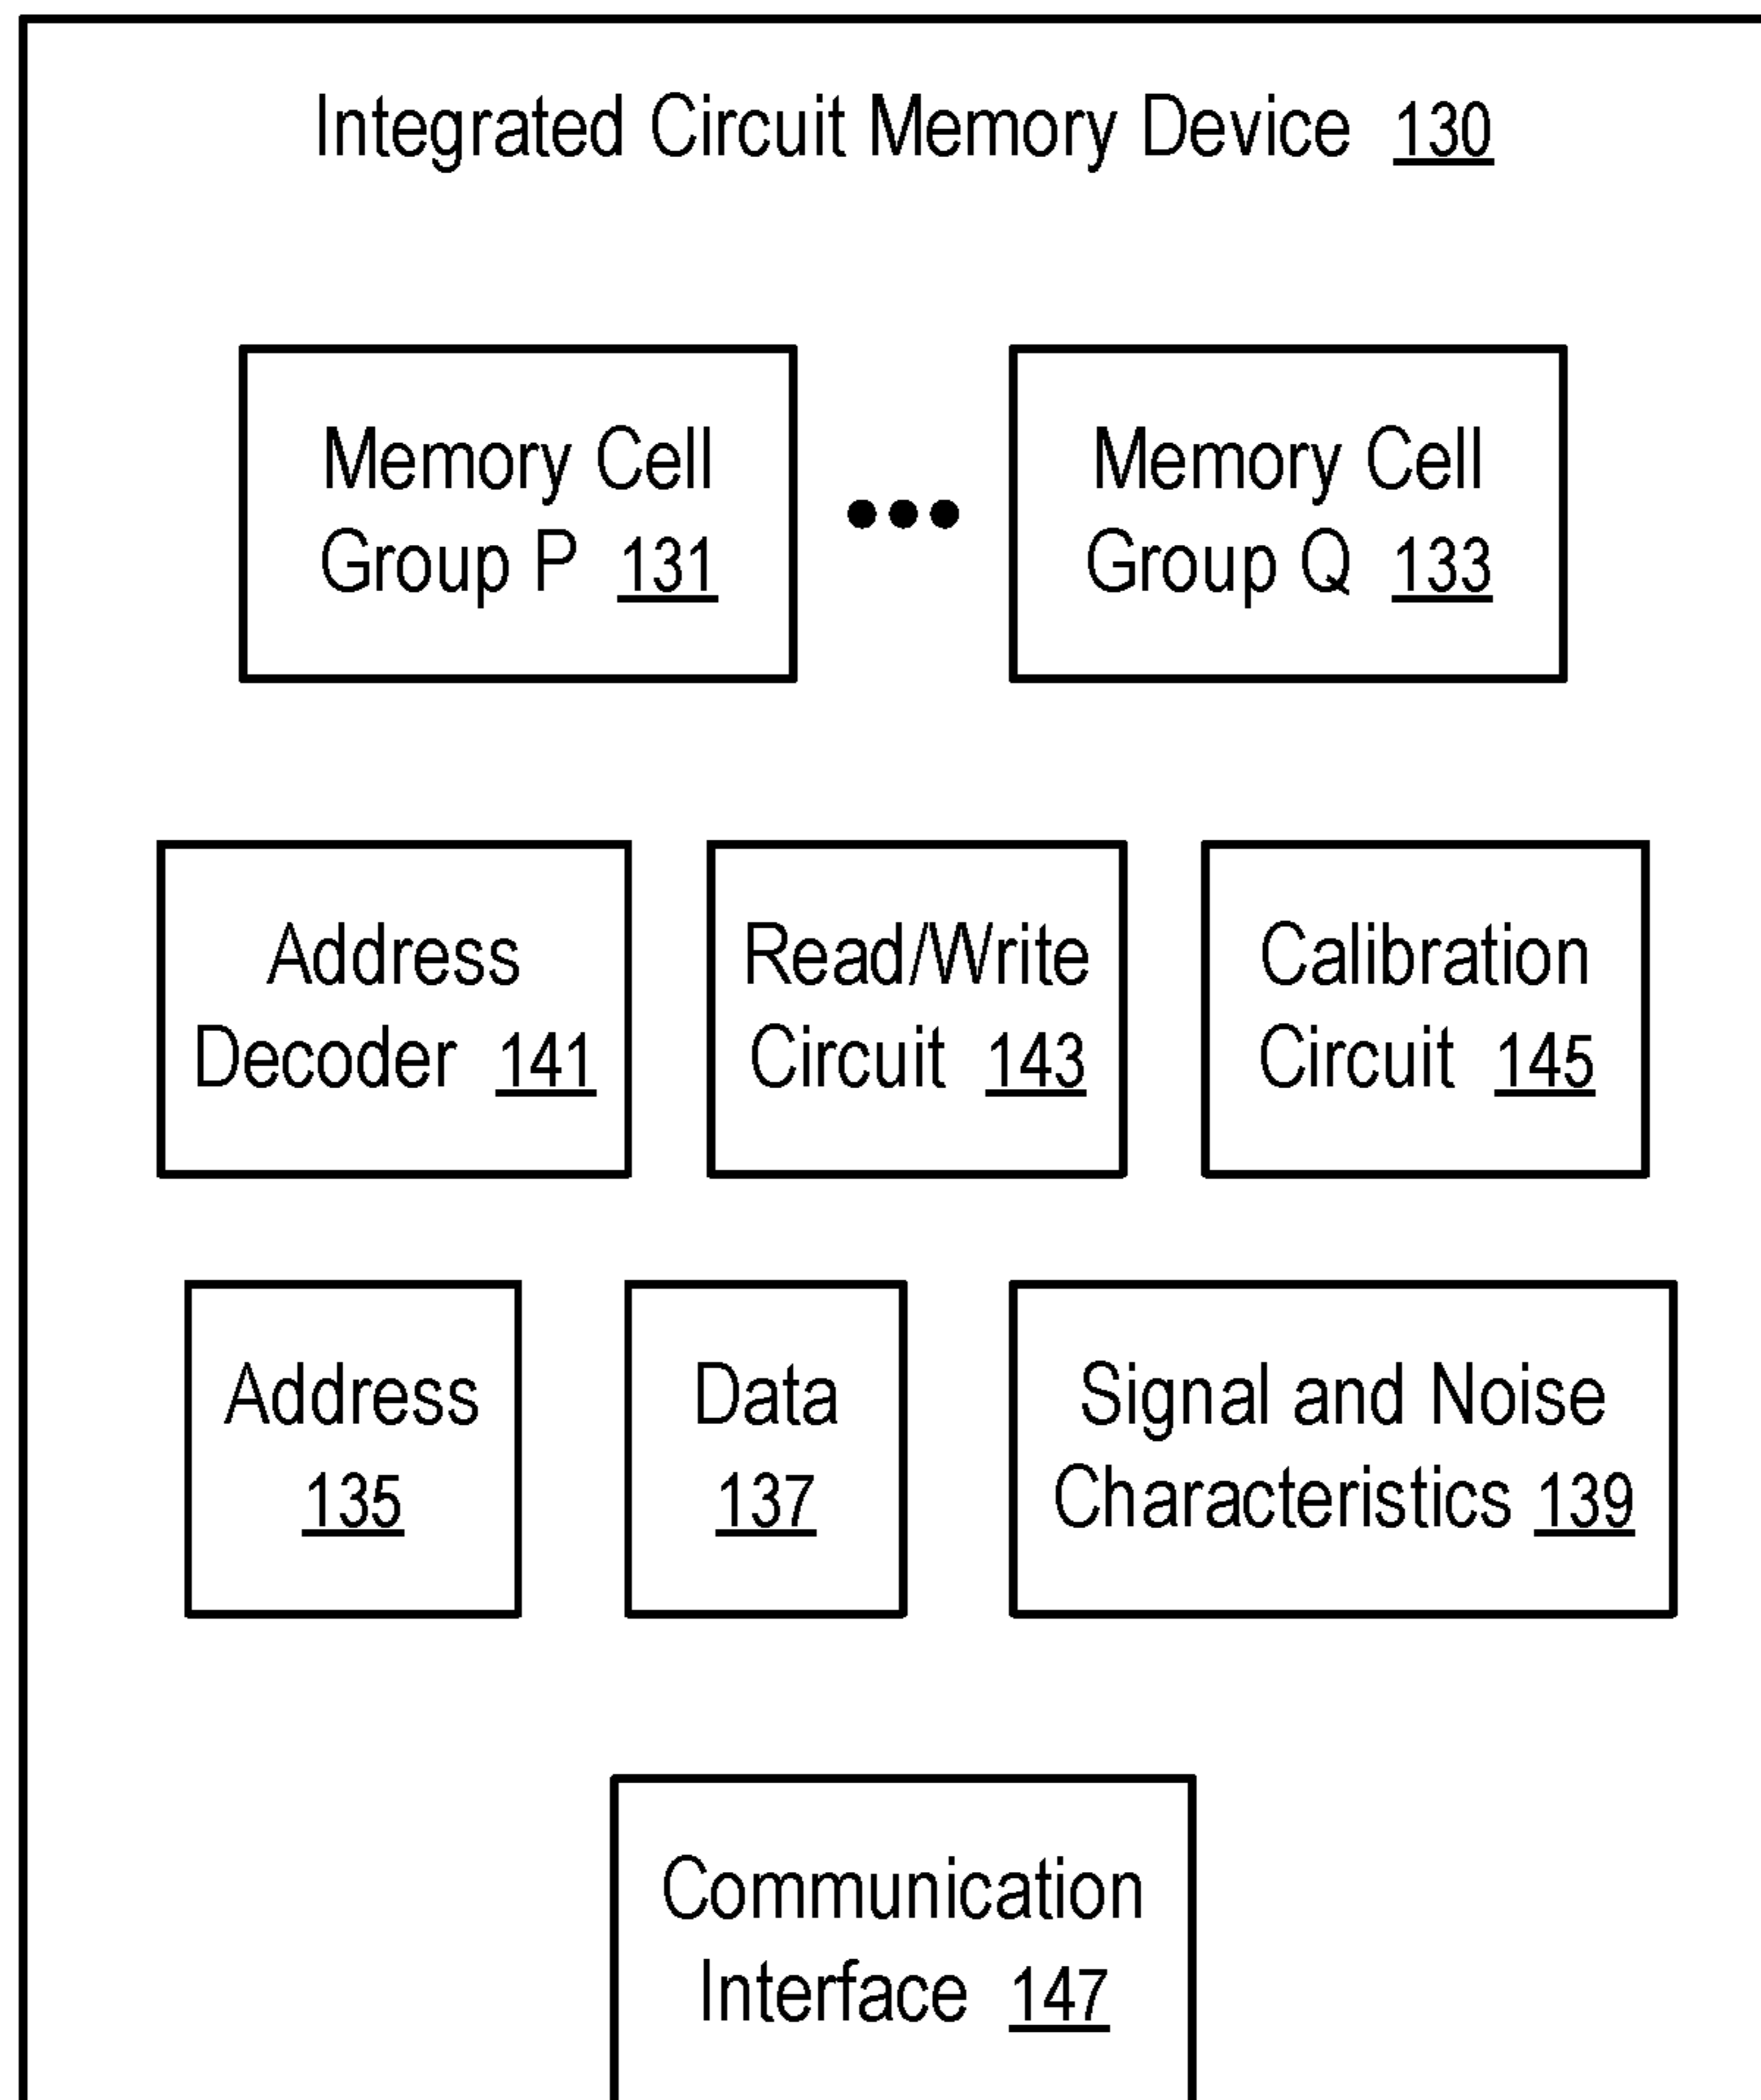 Integrated Circuit Memory Device 130
Memory Cell
Group P 131
•••
Memory Cell
Group Q 133
Address
Decoder 141
Read/Write
Circuit 143
Calibration
Circuit 145
Address
135
Data
137
Signal and Noise
Characteristics 139
Communication
Interface 147